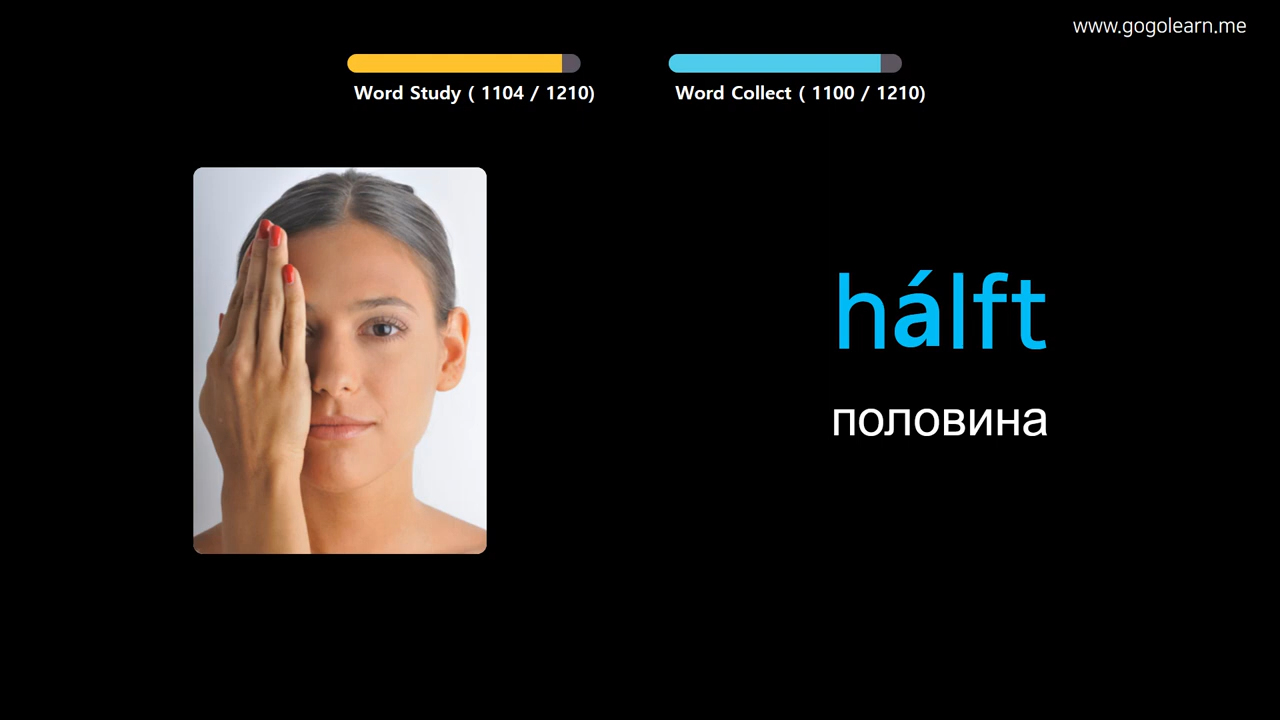 www.gogolearn.me
Word Study ( 1104 / 1210)
Word Collect ( 1100 / 1210)
hálft
половина